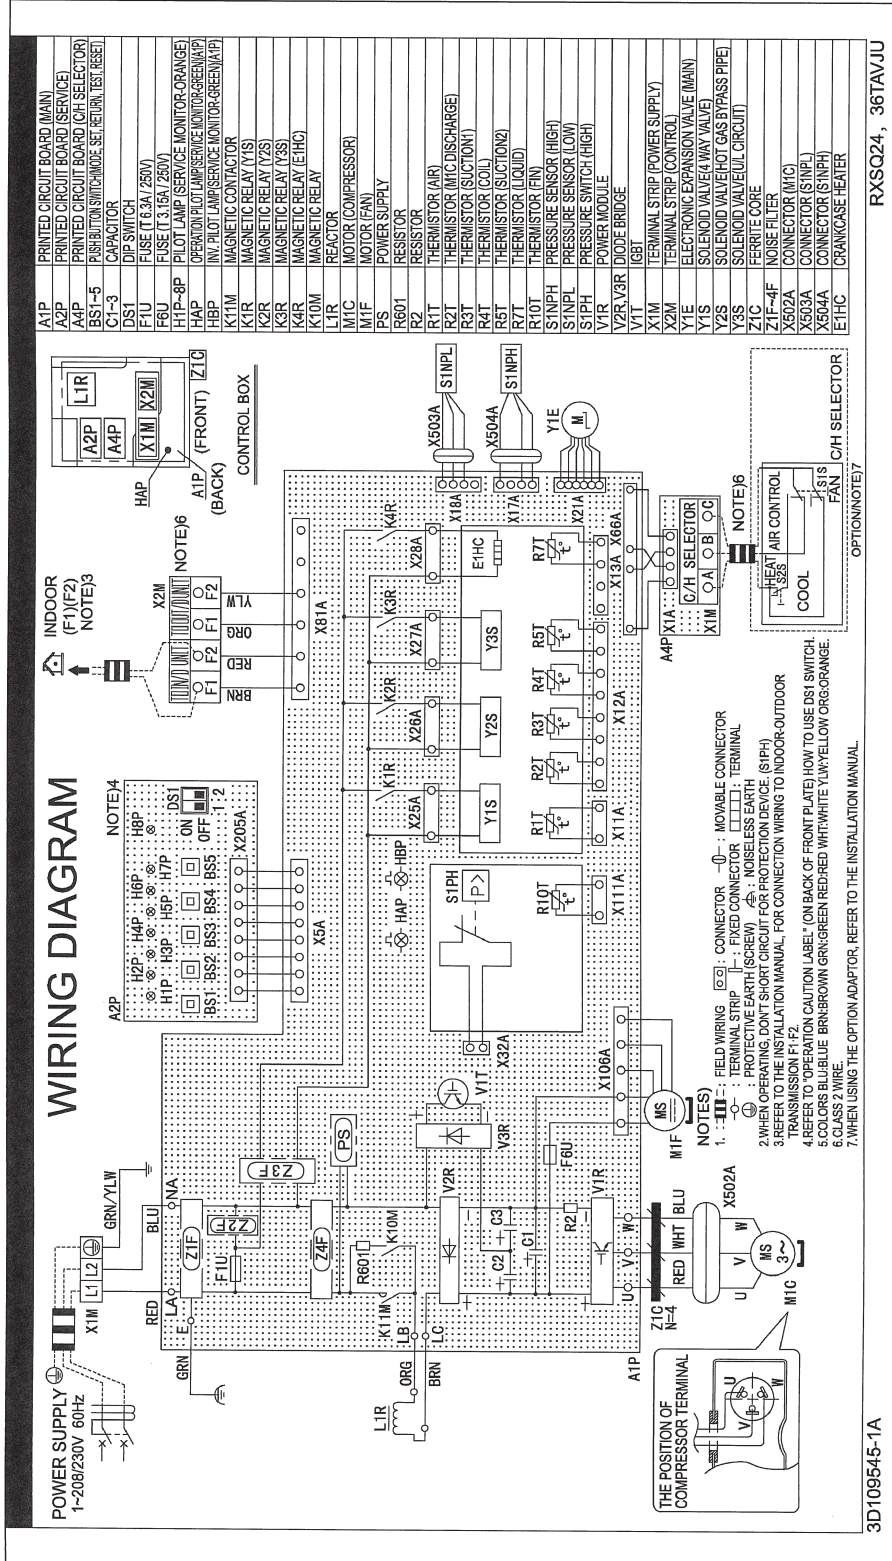 WIRING DIAGRAM
POWER SUPPLY
1~208/230V 60Hz
L1 L2
X1M
GRN/YLW
RED
BLU
LA
NA
E
GRN
Z1F
Z2F
F1U
Z3F
Z4F
PS
R601
K10M
K11M
LB
LC
ORG
BRN
L1R
V2R
V3R
V1T
C2
C3
C1
F6U
R2
V1R
U V W
A1P
Z1C
N=4
RED WHT BLU
X502A
U V W
MS
3~
M1C
THE POSITION OF
COMPRESSOR TERMINAL
U
V
W
MS
M1F
X106A
A2P
NOTE)4
H2P H4P H6P H8P
H1P H3P H5P H7P
BS1 BS2 BS3 BS4 BS5
DS1
ON
OFF
1 2
X205A
X5A
HAP HBP
S1PH
P>
X32A
R10T
t°
X111A
INDOOR
(F1)(F2)
NOTE)3
X2M
NOTE)6
TO IN/D UNIT TO OUT/D UNIT
F1 F2 F1 F2
BRN RED ORG YLW
X81A
K1R K2R K3R K4R
X25A X26A X27A X28A
Y1S Y2S Y3S E1HC
R1T R2T R3T R4T R5T R7T
t° t° t° t° t° t°
X11A X12A X13A X66A
HAP
A2P
A4P
L1R
X1M X2M
Z1C
A1P
(BACK)
(FRONT)
CONTROL BOX
X18A
X503A
S1NPL
X17A
X504A
S1NPH
X21A
Y1E
M
A4P
X1A
C/H SELECTOR
X1M
A B C
NOTE)6
HEAT
S2S
COOL
AIR CONTROL
S1S
FAN
C/H SELECTOR
OPTION/NOTE)7
NOTES)
1. : FIELD WIRING : CONNECTOR : MOVABLE CONNECTOR
: TERMINAL STRIP : FIXED CONNECTOR : TERMINAL
: PROTECTIVE EARTH (SCREW) : NOISELESS EARTH
2.WHEN OPERATING, DON'T SHORT CIRCUIT FOR PROTECTION DEVICE. (S1PH)
3.REFER TO THE INSTALLATION MANUAL, FOR CONNECTION WIRING TO INDOOR-OUTDOOR
TRANSMISSION F1·F2.
4.REFER TO "OPERATION CAUTION LABEL" (ON BACK OF FRONT PLATE) HOW TO USE DS1 SWITCH.
5.COLORS BLU:BLUE BRN:BROWN GRN:GREEN RED:RED WHT:WHITE YLW:YELLOW ORG:ORANGE.
6.CLASS 2 WIRE.
7.WHEN USING THE OPTION ADAPTOR, REFER TO THE INSTALLATION MANUAL.
A1P PRINTED CIRCUIT BOARD (MAIN)
A2P PRINTED CIRCUIT BOARD (SERVICE)
A4P PRINTED CIRCUIT BOARD (C/H SELECTOR)
BS1~5 PUSH BUTTON SWITCH(MODE, SET, RETURN, TEST, RESET)
C1~3 CAPACITOR
DS1 DIP SWITCH
F1U FUSE (T 6.3A / 250V)
F6U FUSE (T 3.15A / 250V)
H1P~8P PILOT LAMP (SERVICE MONITOR-ORANGE)
HAP OPERATION PILOT LAMP(SERVICE MONITOR-GREEN)(A1P)
HBP INV. PILOT LAMP(SERVICE MONITOR-GREEN)(A1P)
K11M MAGNETIC CONTACTOR
K1R MAGNETIC RELAY (Y1S)
K2R MAGNETIC RELAY (Y2S)
K3R MAGNETIC RELAY (Y3S)
K4R MAGNETIC RELAY (E1HC)
K10M MAGNETIC RELAY
L1R REACTOR
M1C MOTOR (COMPRESSOR)
M1F MOTOR (FAN)
PS POWER SUPPLY
R601 RESISTOR
R2 RESISTOR
R1T THERMISTOR (AIR)
R2T THERMISTOR (M1C DISCHARGE)
R3T THERMISTOR (SUCTION1)
R4T THERMISTOR (COIL)
R5T THERMISTOR (SUCTION2)
R7T THERMISTOR (LIQUID)
R10T THERMISTOR (FIN)
S1NPH PRESSURE SENSOR (HIGH)
S1NPL PRESSURE SENSOR (LOW)
S1PH PRESSURE SWITCH (HIGH)
V1R POWER MODULE
V2R,V3R DIODE BRIDGE
V1T IGBT
X1M TERMINAL STRIP (POWER SUPPLY)
X2M TERMINAL STRIP (CONTROL)
Y1E ELECTRONIC EXPANSION VALVE (MAIN)
Y1S SOLENOID VALVE(4 WAY VALVE)
Y2S SOLENOID VALVE(HOT GAS BYPASS PIPE)
Y3S SOLENOID VALVE(U/L CIRCUIT)
Z1C FERRITE CORE
Z1F~4F NOISE FILTER
X502A CONNECTOR (M1C)
X503A CONNECTOR (S1NPL)
X504A CONNECTOR (S1NPH)
E1HC CRANKCASE HEATER
3D109545-1A
RXSQ24, 36TAVJU